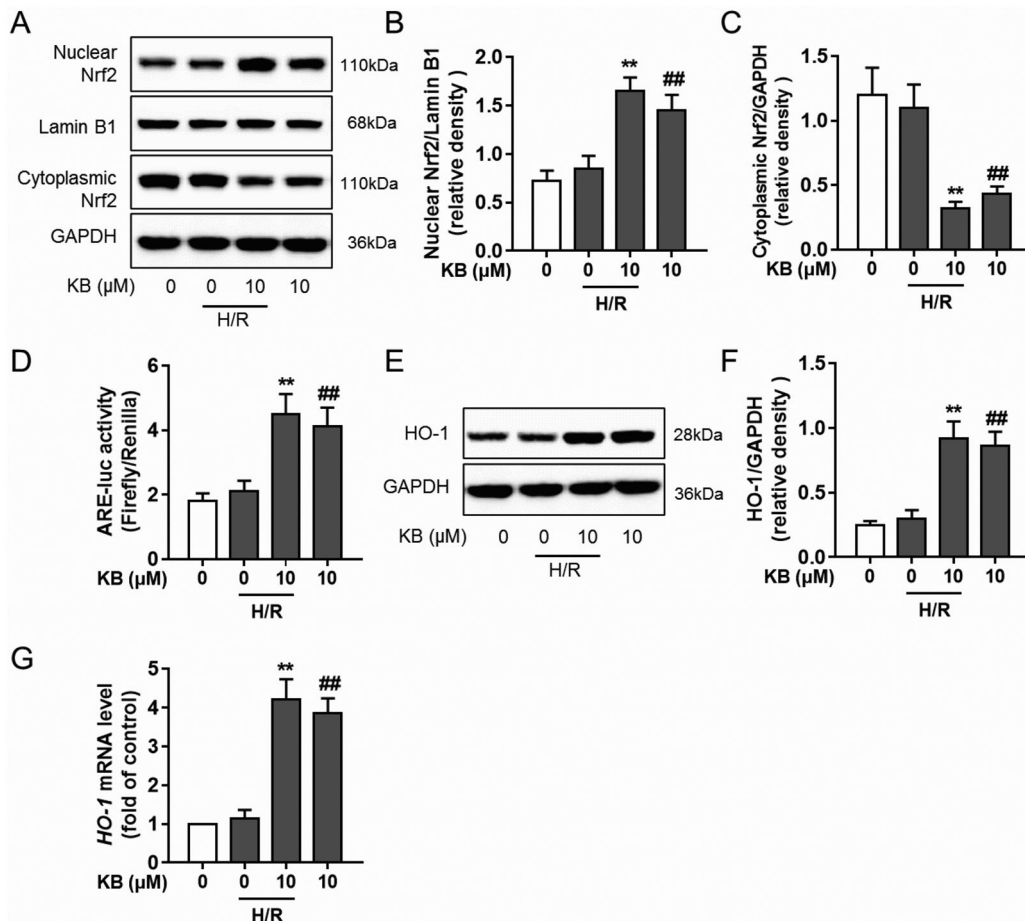 A
Nuclear
Nrf2
110kDa
Lamin B1
68kDa
Cytoplasmic
Nrf2
110kDa
GAPDH
36kDa
KB (µM) 0 0 10 10
H/R
B
Nuclear Nrf2/Lamin B1
(relative density )
2.0
1.5
1.0
0.5
0.0
** ##
KB (µM) 0 0 10 10
H/R
C
Cytoplasmic Nrf2/GAPDH
(relative density )
1.5
1.0
0.5
0.0
** ##
KB (µM) 0 0 10 10
H/R
D
ARE-luc activity
(Firefly/Renilla)
6
4
2
0
** ##
KB (µM) 0 0 10 10
H/R
E
HO-1
28kDa
GAPDH
36kDa
KB (µM) 0 0 10 10
H/R
F
HO-1/GAPDH
(relative density )
1.5
1.0
0.5
0.0
** ##
KB (µM) 0 0 10 10
H/R
G
HO-1 mRNA level
(fold of control)
5
4
3
2
1
0
** ##
KB (µM) 0 0 10 10
H/R